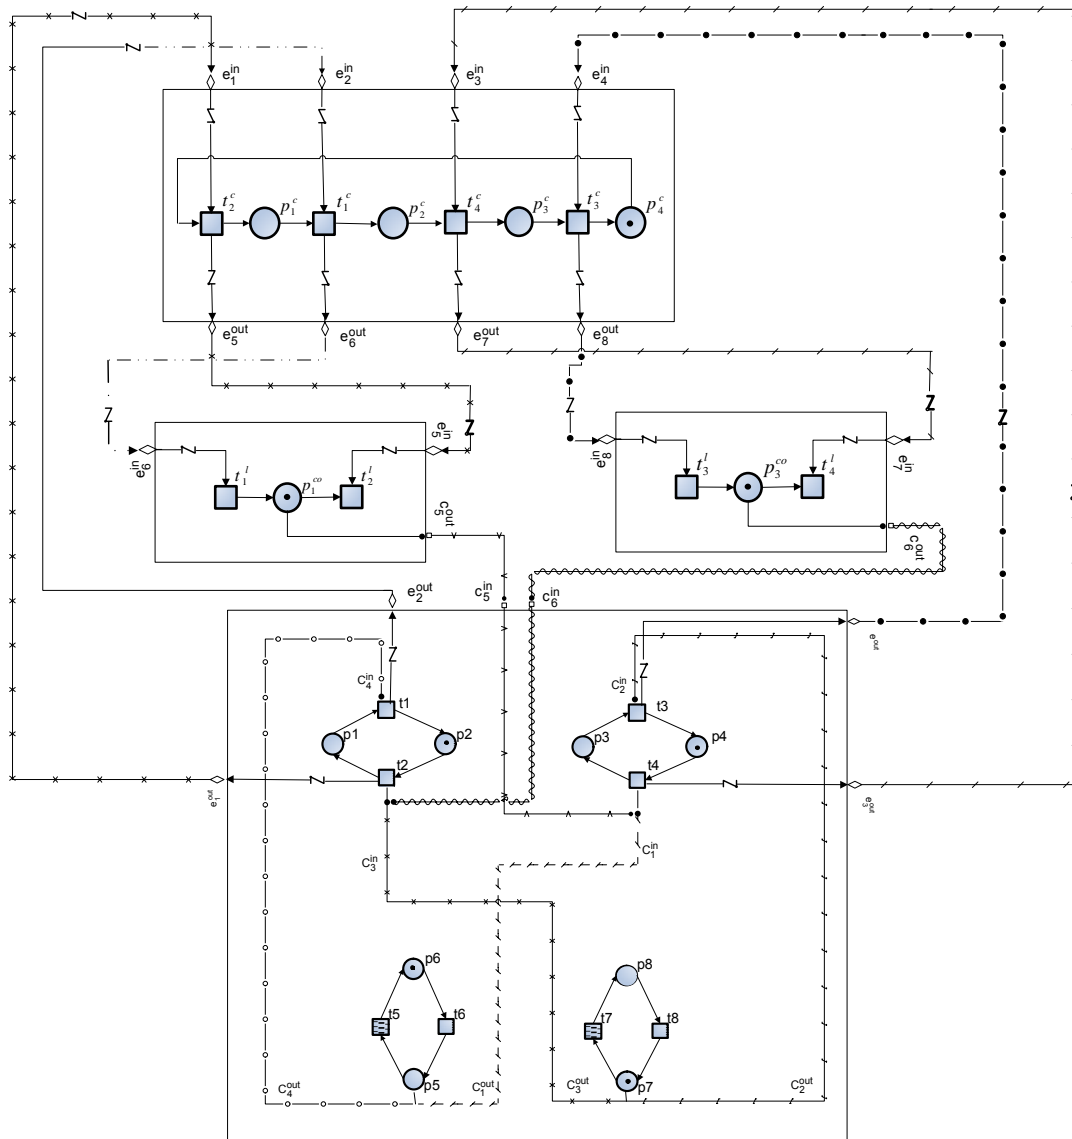 e₁ⁱⁿ e₂ⁱⁿ e₃ⁱⁿ e₄ⁱⁿ
t₂ᶜ p₁ᶜ t₁ᶜ p₂ᶜ t₄ᶜ p₃ᶜ t₃ᶜ p₄ᶜ
e₅ᵒᵘᵗ e₆ᵒᵘᵗ e₇ᵒᵘᵗ e₈ᵒᵘᵗ
e₆ⁱⁿ t₁ˡ p₁ᶜᵒ t₂ˡ e₅ⁱⁿ
e₈ⁱⁿ t₃ˡ p₃ᶜᵒ t₄ˡ e₇ⁱⁿ
c₅ᵒᵘᵗ c₆ᵒᵘᵗ
e₂ᵒᵘᵗ c₅ⁱⁿ c₆ⁱⁿ
eᵒᵘᵗ
C₄ⁱⁿ C₂ⁱⁿ
t1 t3
p1 p2 p3 p4
t2 t4
e₁ᵒᵘᵗ e₃ᵒᵘᵗ
C₃ⁱⁿ C₁ⁱⁿ
p6 p8
t5 t6 t7 t8
p5 p7
C₄ᵒᵘᵗ C₁ᵒᵘᵗ C₃ᵒᵘᵗ C₂ᵒᵘᵗ